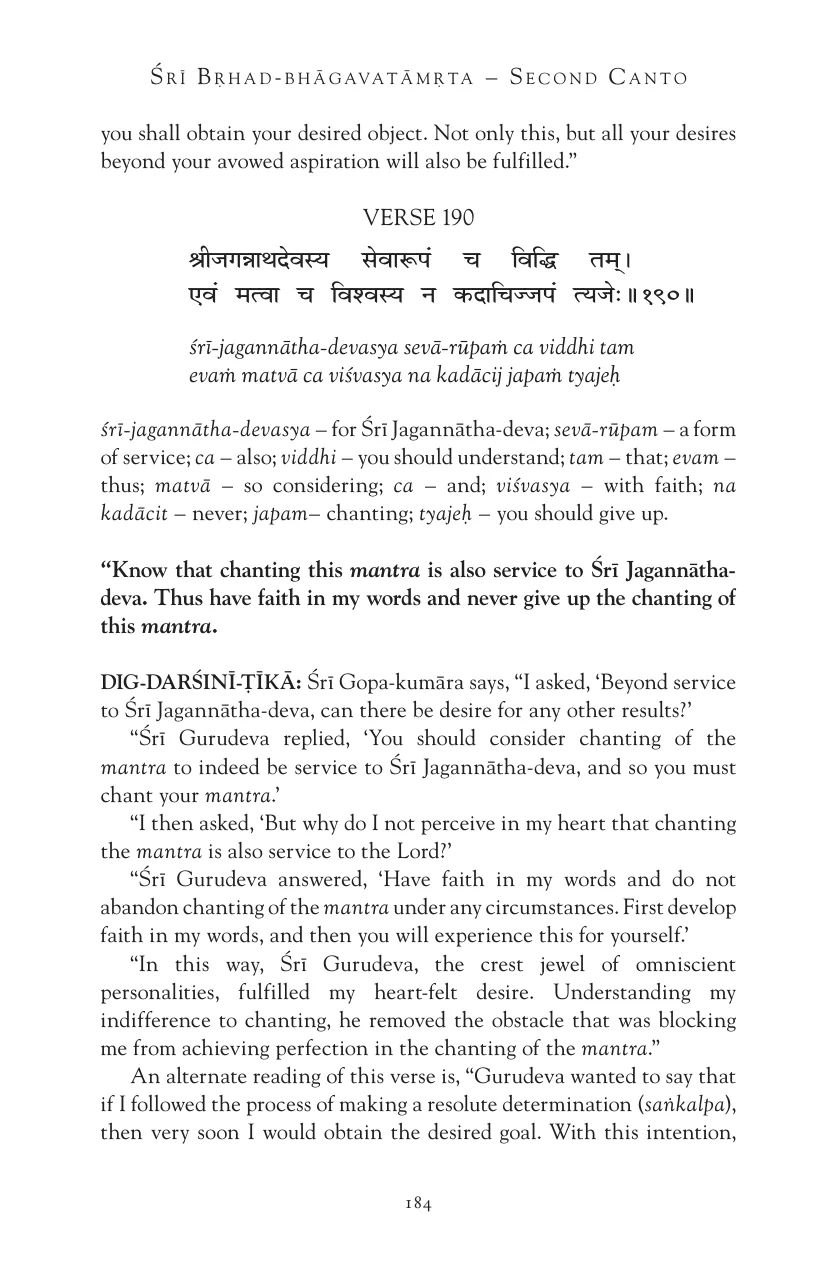 Śrī Bṛhad-bhāgavatāmṛta – Second Canto
you shall obtain your desired object. Not only this, but all your desires
beyond your avowed aspiration will also be fulfilled.”
VERSE 190
श्रीजगन्नाथदेवस्य सेवारूपं च विद्धि तम्।
एवं मत्वा च विश्वस्य न कदाचिज्जपं त्यजेः॥१९०॥
śrī-jagannātha-devasya sevā-rūpaṁ ca viddhi tam
evaṁ matvā ca viśvasya na kadācij japaṁ tyajeḥ
śrī-jagannātha-devasya – for Śrī Jagannātha-deva; sevā-rūpam – a form
of service; ca – also; viddhi – you should understand; tam – that; evam –
thus; matvā – so considering; ca – and; viśvasya – with faith; na
kadācit – never; japam– chanting; tyajeḥ – you should give up.
“Know that chanting this mantra is also service to Śrī Jagannātha-
deva. Thus have faith in my words and never give up the chanting of
this mantra.
DIG-DARŚINĪ-ṬĪKĀ: Śrī Gopa-kumāra says, “I asked, ‘Beyond service
to Śrī Jagannātha-deva, can there be desire for any other results?’
“Śrī Gurudeva replied, ‘You should consider chanting of the
mantra to indeed be service to Śrī Jagannātha-deva, and so you must
chant your mantra.’
“I then asked, ‘But why do I not perceive in my heart that chanting
the mantra is also service to the Lord?’
“Śrī Gurudeva answered, ‘Have faith in my words and do not
abandon chanting of the mantra under any circumstances. First develop
faith in my words, and then you will experience this for yourself.’
“In this way, Śrī Gurudeva, the crest jewel of omniscient
personalities, fulfilled my heart-felt desire. Understanding my
indifference to chanting, he removed the obstacle that was blocking
me from achieving perfection in the chanting of the mantra.”
An alternate reading of this verse is, “Gurudeva wanted to say that
if I followed the process of making a resolute determination (saṅkalpa),
then very soon I would obtain the desired goal. With this intention,
184